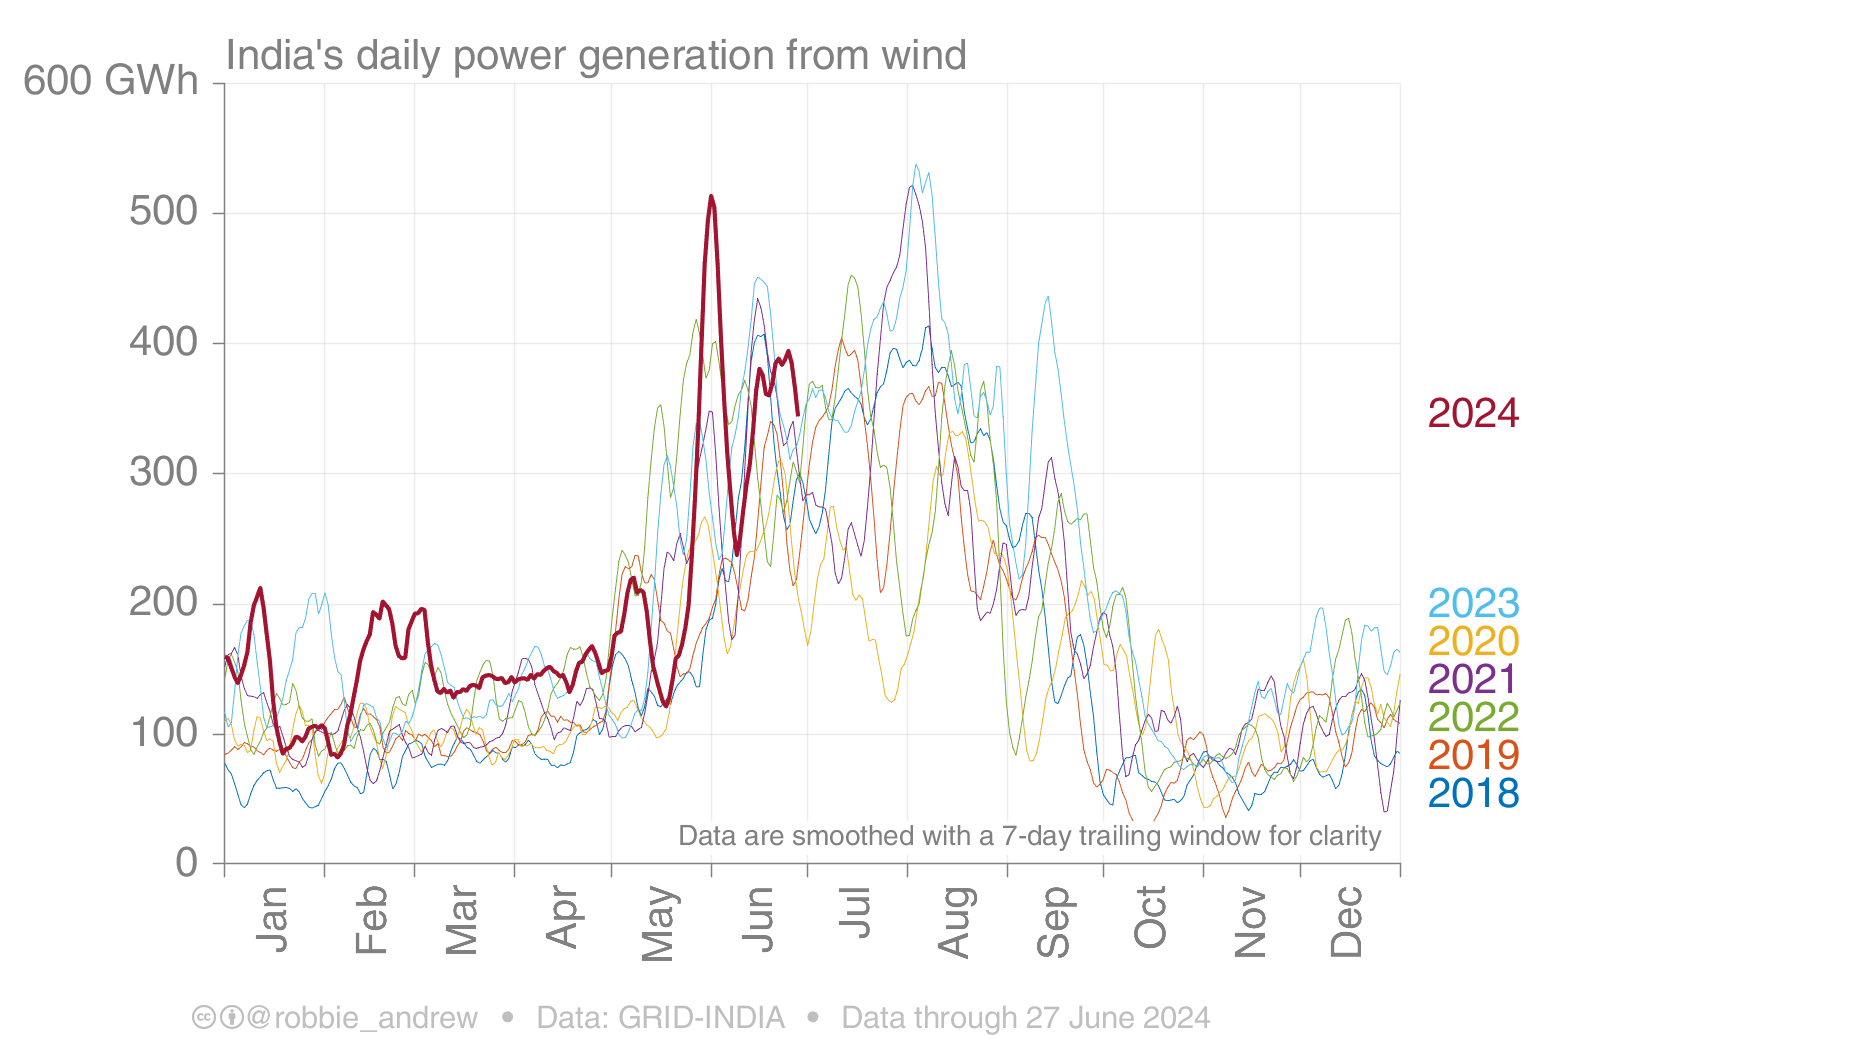 India's daily power generation from wind
600 GWh
500
400
300
200
100
0
2024
2023
2020
2021
2022
2019
2018
Data are smoothed with a 7-day trailing window for clarity
Jan Feb Mar Apr May Jun Jul Aug Sep Oct Nov Dec
cc @robbie_andrew • Data: GRID-INDIA • Data through 27 June 2024